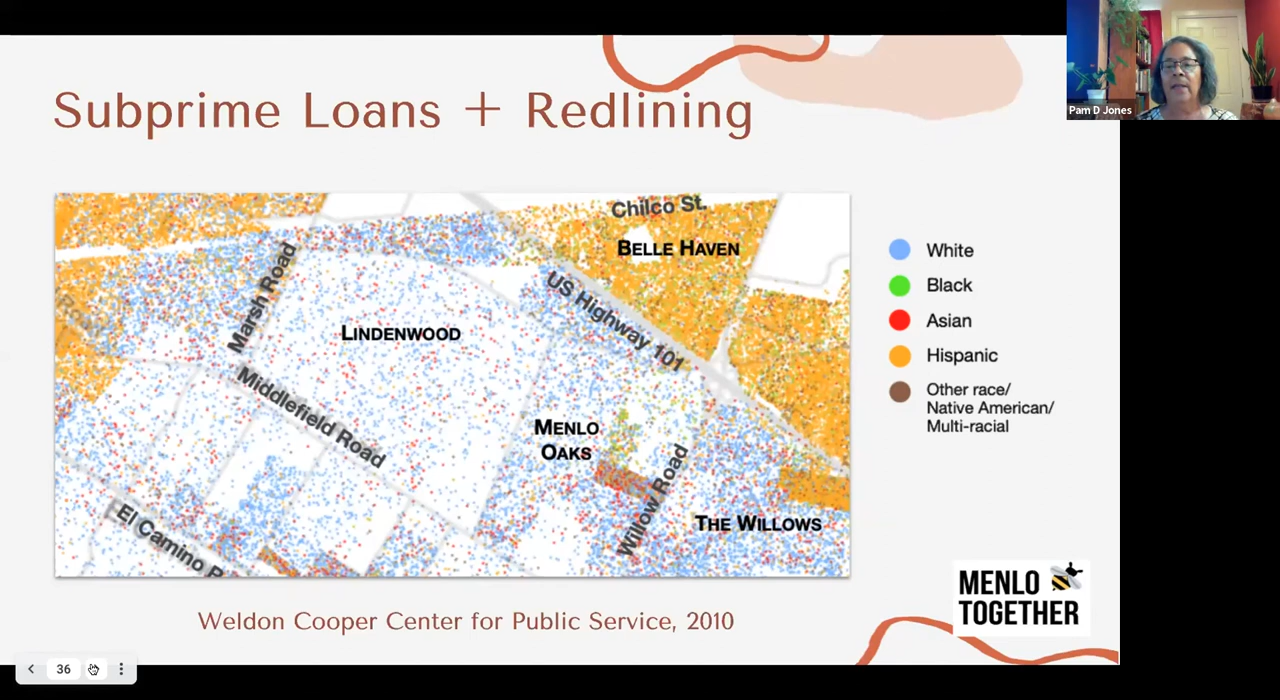 Subprime Loans + Redlining
Pam D Jones
Chilco St.
BELLE HAVEN
Marsh Road
US Highway 101
LINDENWOOD
Middlefield Road
MENLO
OAKS
Willow Road
THE WILLOWS
El Camino
White
Black
Asian
Hispanic
Other race/
Native American/
Multi-racial
Weldon Cooper Center for Public Service, 2010
MENLO
TOGETHER
36